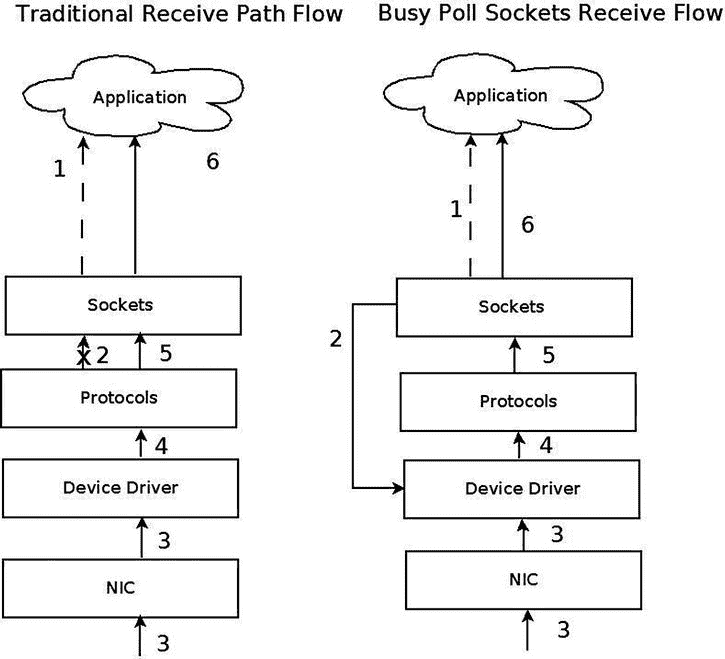 Traditional Receive Path Flow
Application
1
6
Sockets
x 2
5
Protocols
4
Device Driver
3
NIC
3
Busy Poll Sockets Receive Flow
Application
1
6
Sockets
2
5
Protocols
4
Device Driver
3
NIC
3